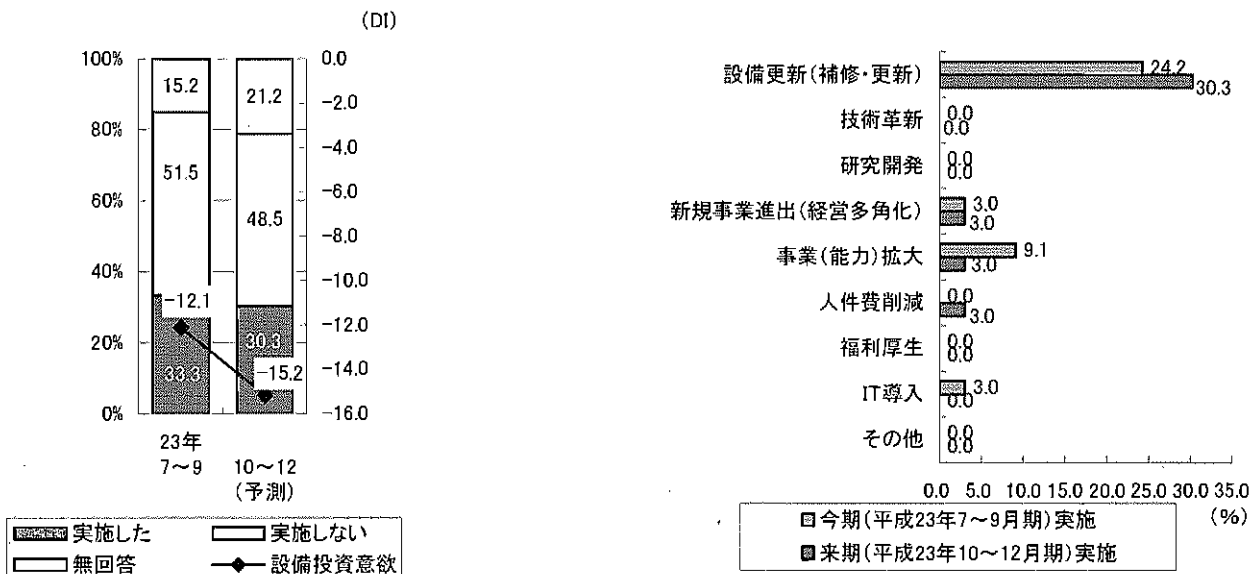 (DI)
100%
80%
60%
40%
20%
0%
15.2
51.5
33.3
21.2
48.5
30.3
-12.1
-15.2
0.0
-2.0
-4.0
-6.0
-8.0
-10.0
-12.0
-14.0
-16.0
23年
7～9
10～12
(予測)
実施した
実施しない
無回答
設備投資意欲
設備更新(補修・更新)
24.2
30.3
技術革新
0.0
0.0
研究開発
0.0
0.0
新規事業進出(経営多角化)
3.0
3.0
事業(能力)拡大
9.1
3.0
人件費削減
0.0
3.0
福利厚生
0.0
0.0
IT導入
3.0
0.0
その他
0.0
0.0
0.0 5.0 10.0 15.0 20.0 25.0 30.0 35.0
(%)
今期(平成23年7～9月期)実施
来期(平成23年10～12月期)実施